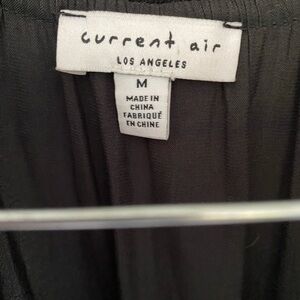 current air
LOS ANGELES
M
MADE IN
CHINA
FABRIQUÉ
EN CHINE